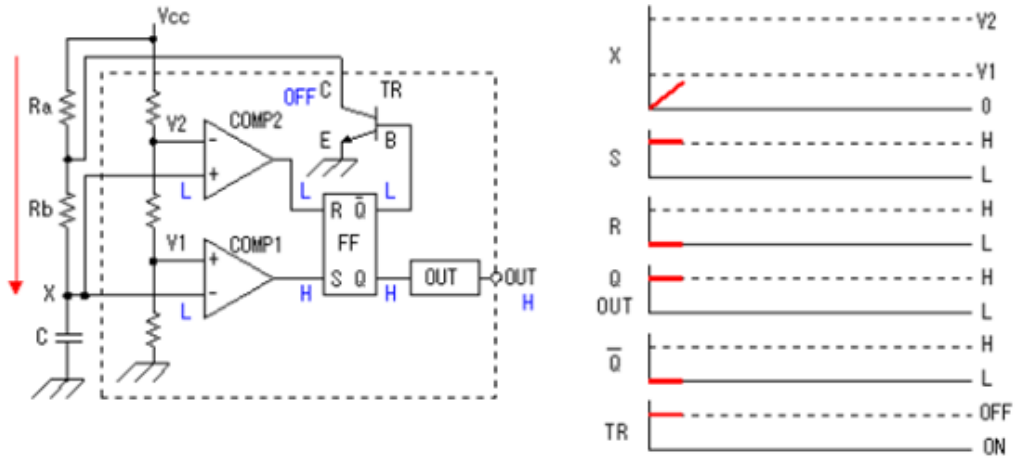 Vcc
Ra
Rb
X
C
V2
V1
COMP2
COMP1
-
+
L
+
-
L
OFF
C
TR
E
B
L
L
R Q̅
FF
S Q
H
H
OUT
OUT
H
X
V2
V1
0
S
H
L
R
H
L
Q
OUT
H
L
Q̅
H
L
TR
OFF
ON